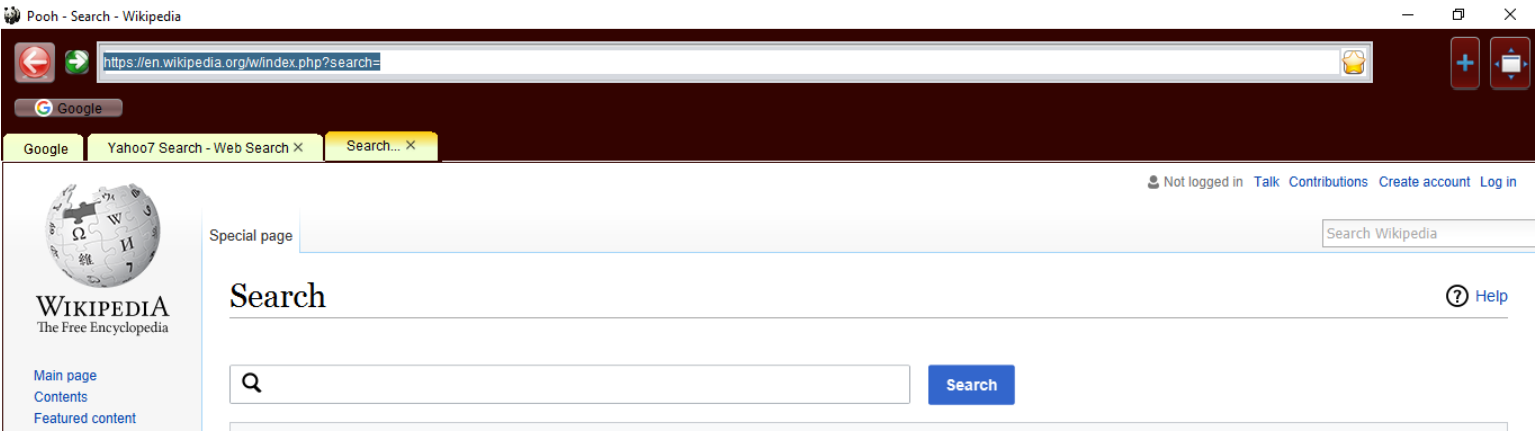 Pooh - Search - Wikipedia
https://en.wikipedia.org/w/index.php?search=
Google
Google
Yahoo7 Search - Web Search
Search...
Not logged in Talk Contributions Create account Log in
Special page
Search Wikipedia
WIKIPEDIA
The Free Encyclopedia
Search
Help
Search
Main page
Contents
Featured content